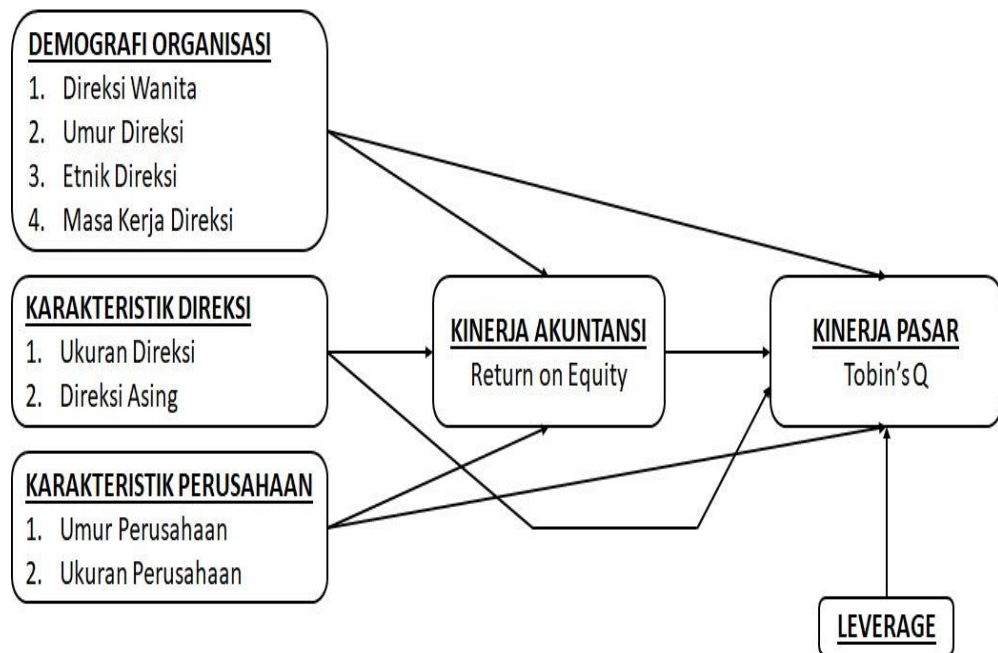 DEMOGRAFI ORGANISASI
1. Direksi Wanita
2. Umur Direksi
3. Etnik Direksi
4. Masa Kerja Direksi
KARAKTERISTIK DIREKSI
1. Ukuran Direksi
2. Direksi Asing
KARAKTERISTIK PERUSAHAAN
1. Umur Perusahaan
2. Ukuran Perusahaan
KINERJA AKUNTANSI
Return on Equity
KINERJA PASAR
Tobin's Q
LEVERAGE